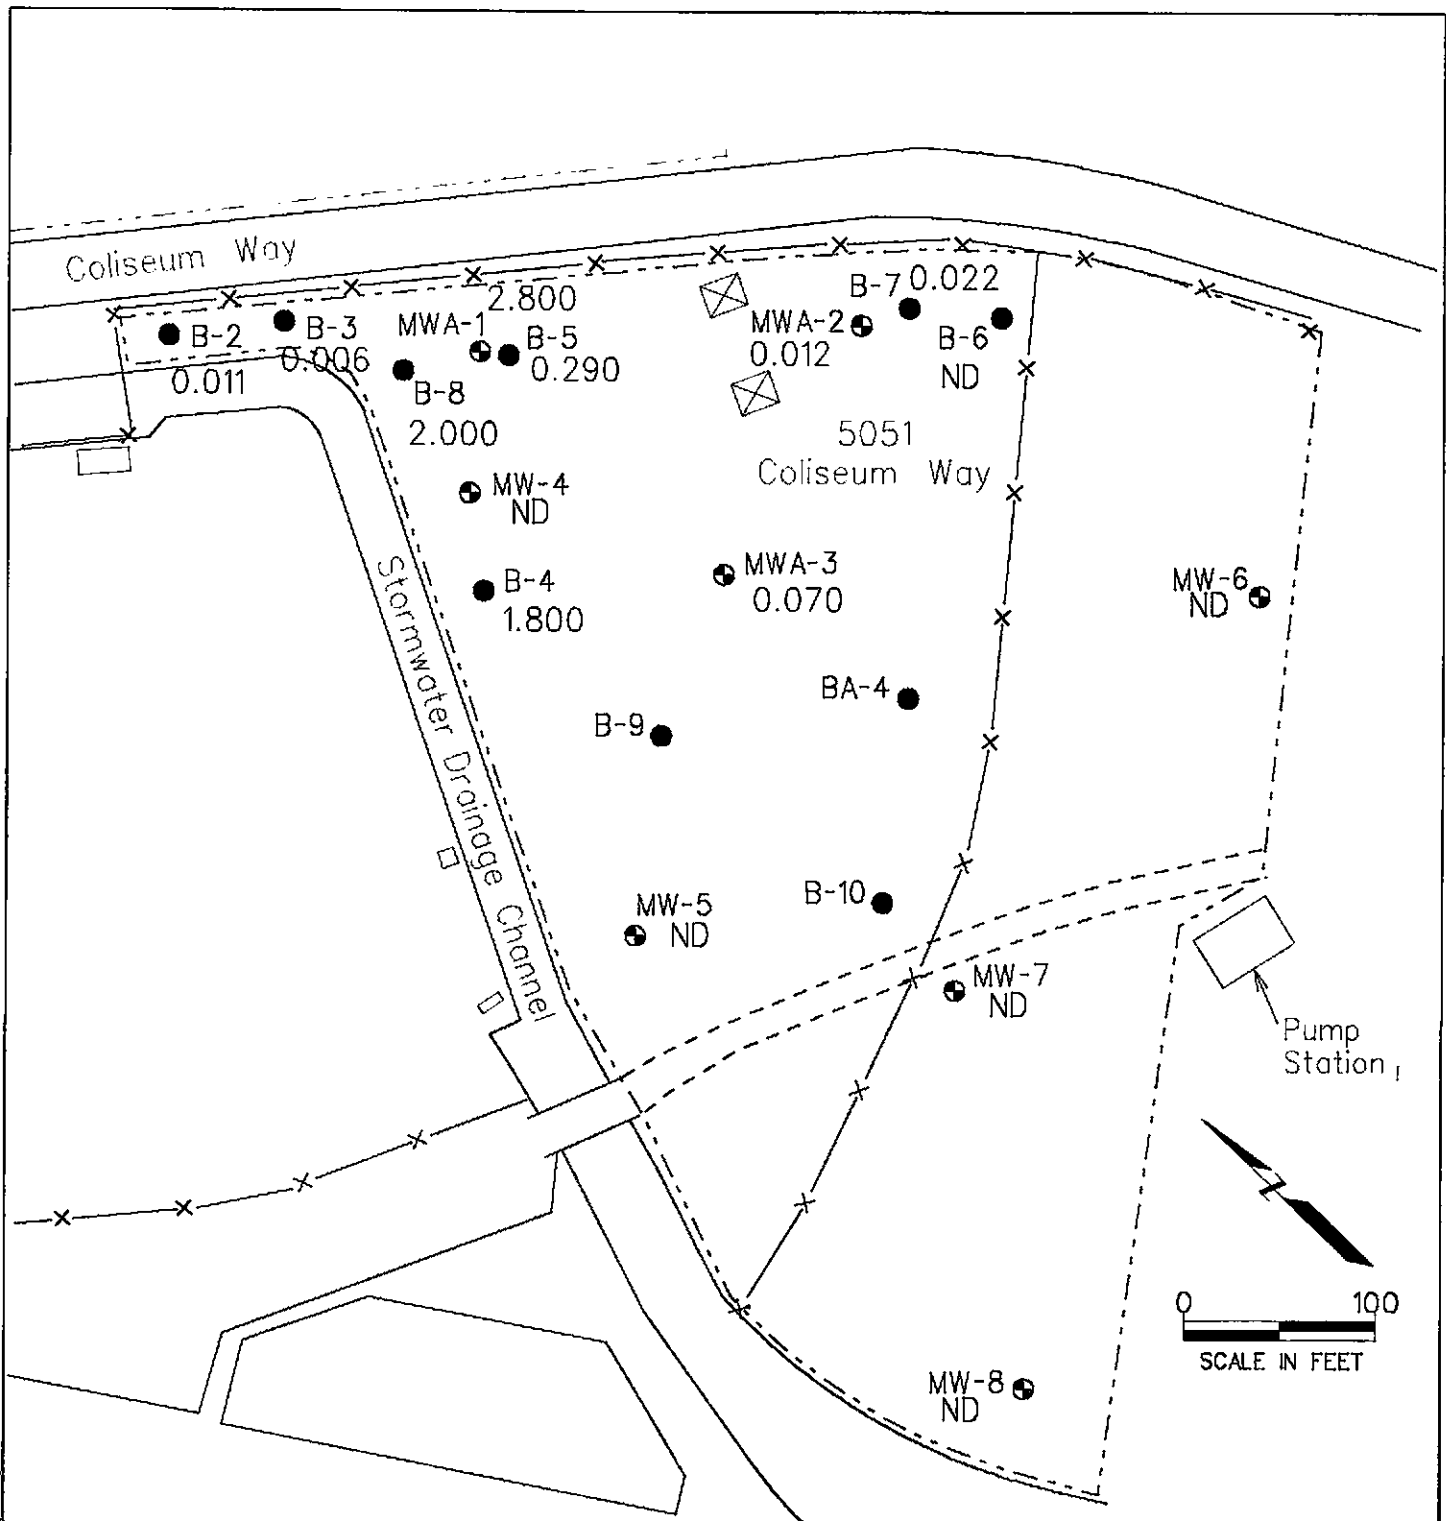 Coliseum Way
2.800
B-7
0.022
B-2
0.011
B-3
0.006
MWA-1
B-5
0.290
MWA-2
0.012
B-6
ND
B-8
2.000
5051
Coliseum Way
MW-4
ND
MWA-3
0.070
B-4
1.800
MW-6
ND
Stormwater Drainage Channel
BA-4
B-9
B-10
MW-5
ND
MW-7
ND
Pump
Station
0 100
SCALE IN FEET
MW-8
ND